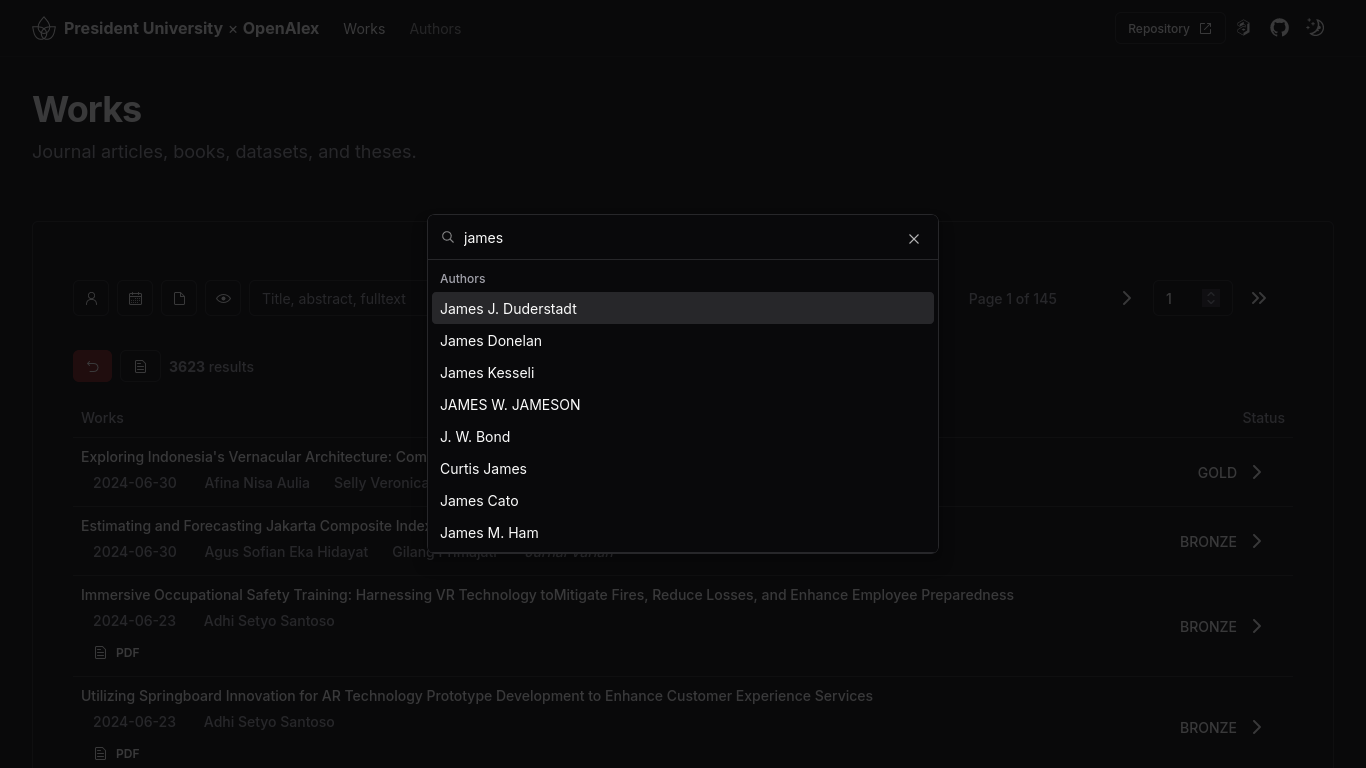 President University × OpenAlex Works Authors Repository
Works
Journal articles, books, datasets, and theses.
james
Authors
James J. Duderstadt
James Donelan
James Kesseli
JAMES W. JAMESON
J. W. Bond
Curtis James
James Cato
James M. Ham
Title, abstract, fulltext Page 1 of 145 1
3623 results
Works Status
Exploring Indonesia's Vernacular Architecture: Com
2024-06-30 Afina Nisa Aulia Selly Veronica GOLD
Estimating and Forecasting Jakarta Composite Index
2024-06-30 Agus Sofian Eka Hidayat Gilang Primajati Jurnal Varian BRONZE
Immersive Occupational Safety Training: Harnessing VR Technology toMitigate Fires, Reduce Losses, and Enhance Employee Preparedness
2024-06-23 Adhi Setyo Santoso BRONZE
PDF
Utilizing Springboard Innovation for AR Technology Prototype Development to Enhance Customer Experience Services
2024-06-23 Adhi Setyo Santoso BRONZE
PDF